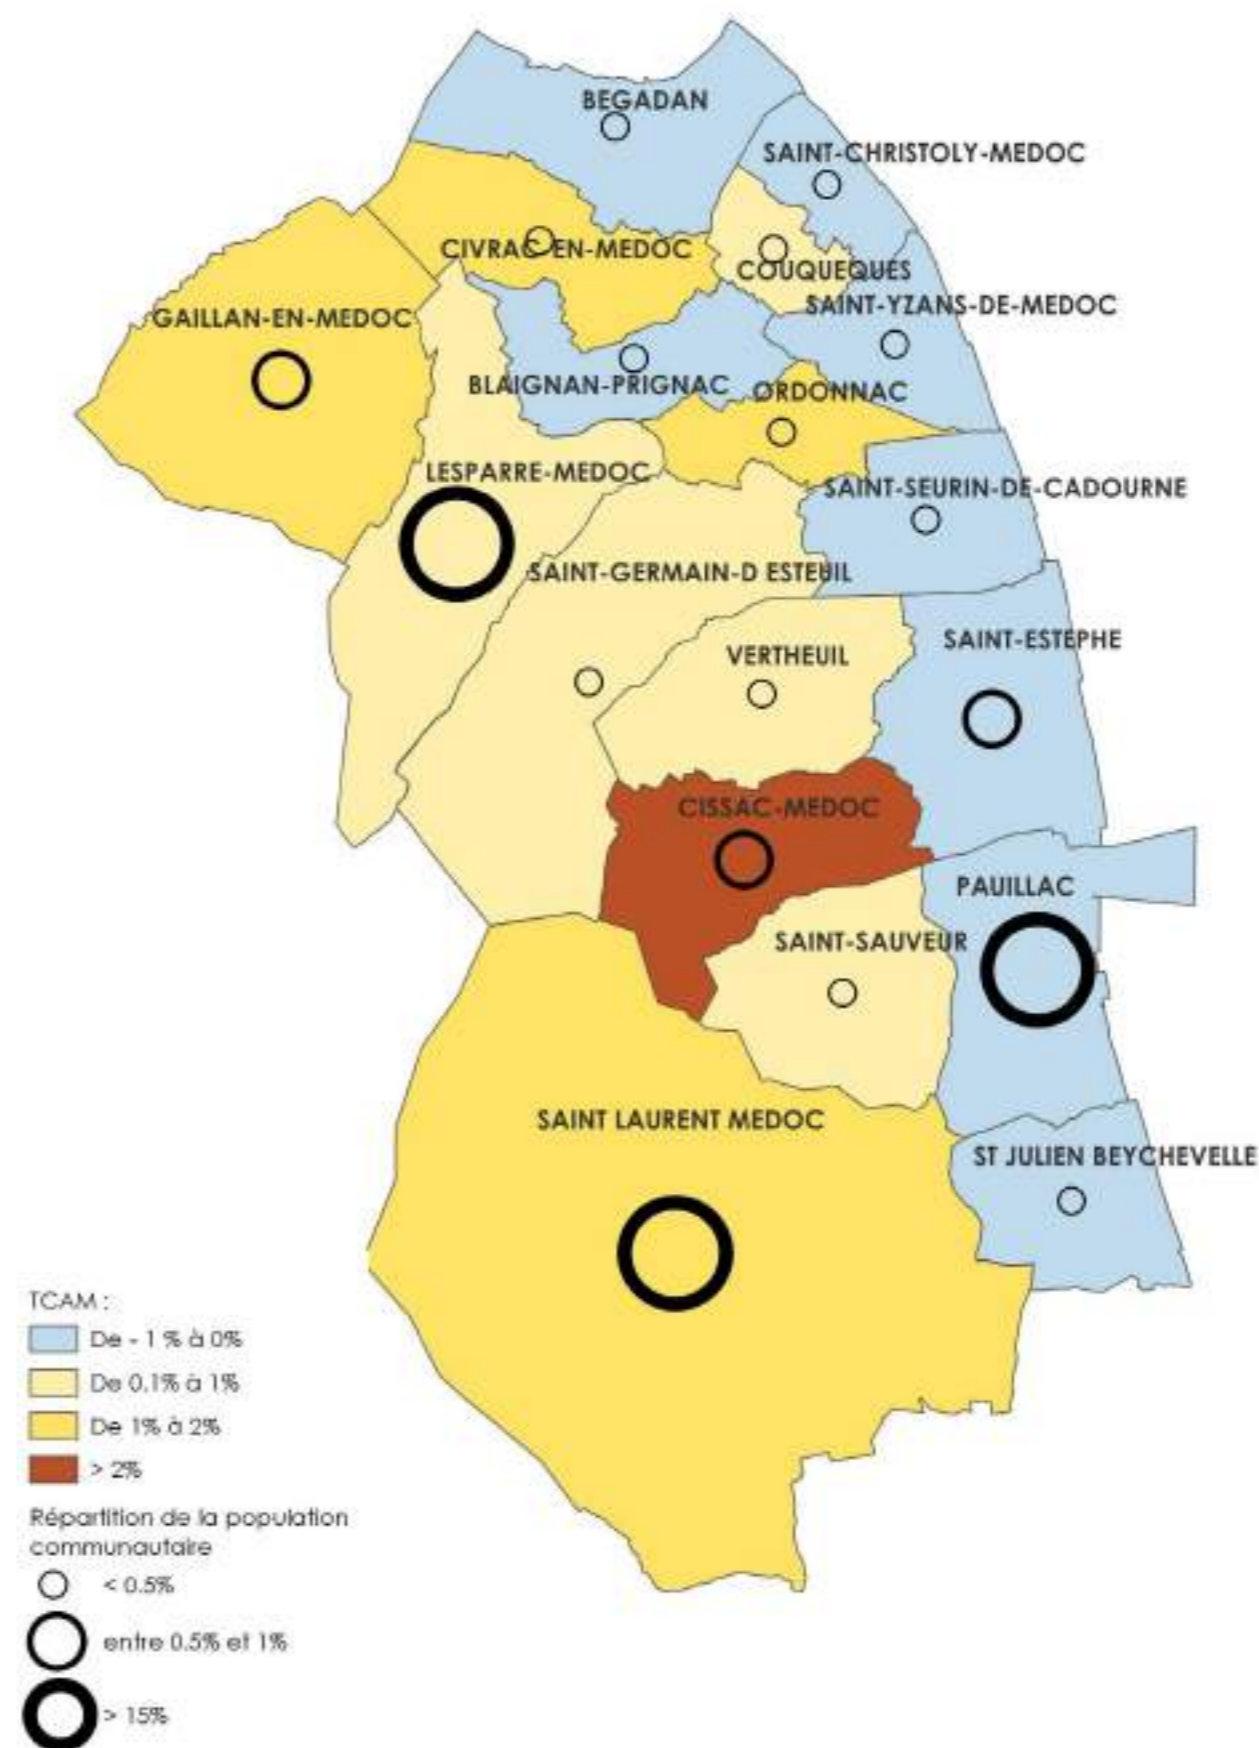 BEGADAN
SAINT-CHRISTOLY-MEDOC
CIVRAC-EN-MEDOC
COUQUEQUES
GAILLAN-EN-MEDOC
SAINT-YZANS-DE-MEDOC
BLAIGNAN-PRIGNAC
ORDONNAC
LESPARRE-MEDOC
SAINT-SEURIN-DE-CADOURNE
SAINT-GERMAIN-D ESTEUIL
SAINT-ESTEPHE
VERTHEUIL
CISSAC-MEDOC
PAUILLAC
SAINT-SAUVEUR
SAINT LAURENT MEDOC
ST JULIEN BEYCHEVELLE
TCAM :
De - 1 % à 0%
De 0.1% à 1%
De 1% à 2%
> 2%
Répartition de la population
communautaire
< 0.5%
entre 0.5% et 1%
> 15%